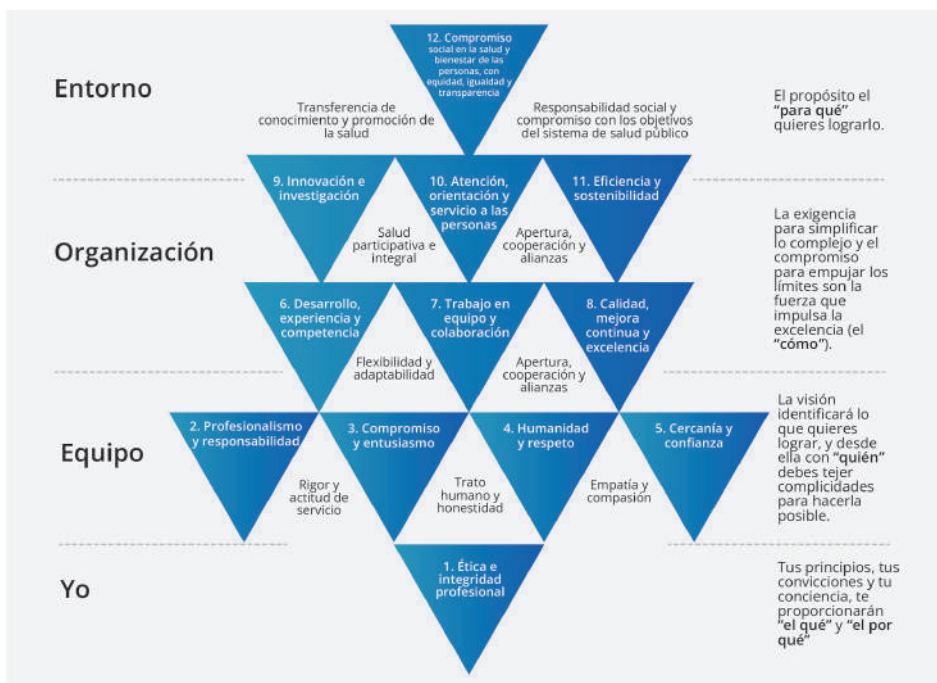 12. Compromiso
social en la salud y
bienestar de las
personas, con
equidad, igualdad y
transparencia
Entorno
Transferencia de
conocimiento y promoción de
la salud
Responsabilidad social y
compromiso con los objetivos
del sistema de salud público
El propósito el
“para qué”
quieres lograrlo.
9. Innovación e
investigación
10. Atención,
orientación y
servicio a las
personas
11. Eficiencia y
sostenibilidad
Organización
Salud
participativa e
integral
Apertura,
cooperación y
alianzas
La exigencia
para simplificar
lo complejo y el
compromiso
para empujar los
límites son la
fuerza que
impulsa la
excelencia (el
“cómo”).
6. Desarrollo,
experiencia y
competencia
7. Trabajo en
equipo y
colaboración
8. Calidad,
mejora
continua y
excelencia
Flexibilidad y
adaptabilidad
Apertura,
cooperación y
alianzas
2. Profesionalismo
y responsabilidad
3. Compromiso
y entusiasmo
4. Humanidad
y respeto
5. Cercanía y
confianza
Equipo
Rigor y
actitud de
servicio
Trato
humano y
honestidad
Empatía y
compasión
La visión
identificará lo
que quieres
lograr, y desde
ella con “quién”
debes tejer
complicidades
para hacerla
posible.
1. Ética e
integridad
profesional
Yo
Tus principios, tus
convicciones y tu
conciencia, te
proporcionarán
“el qué” y “el por
qué”